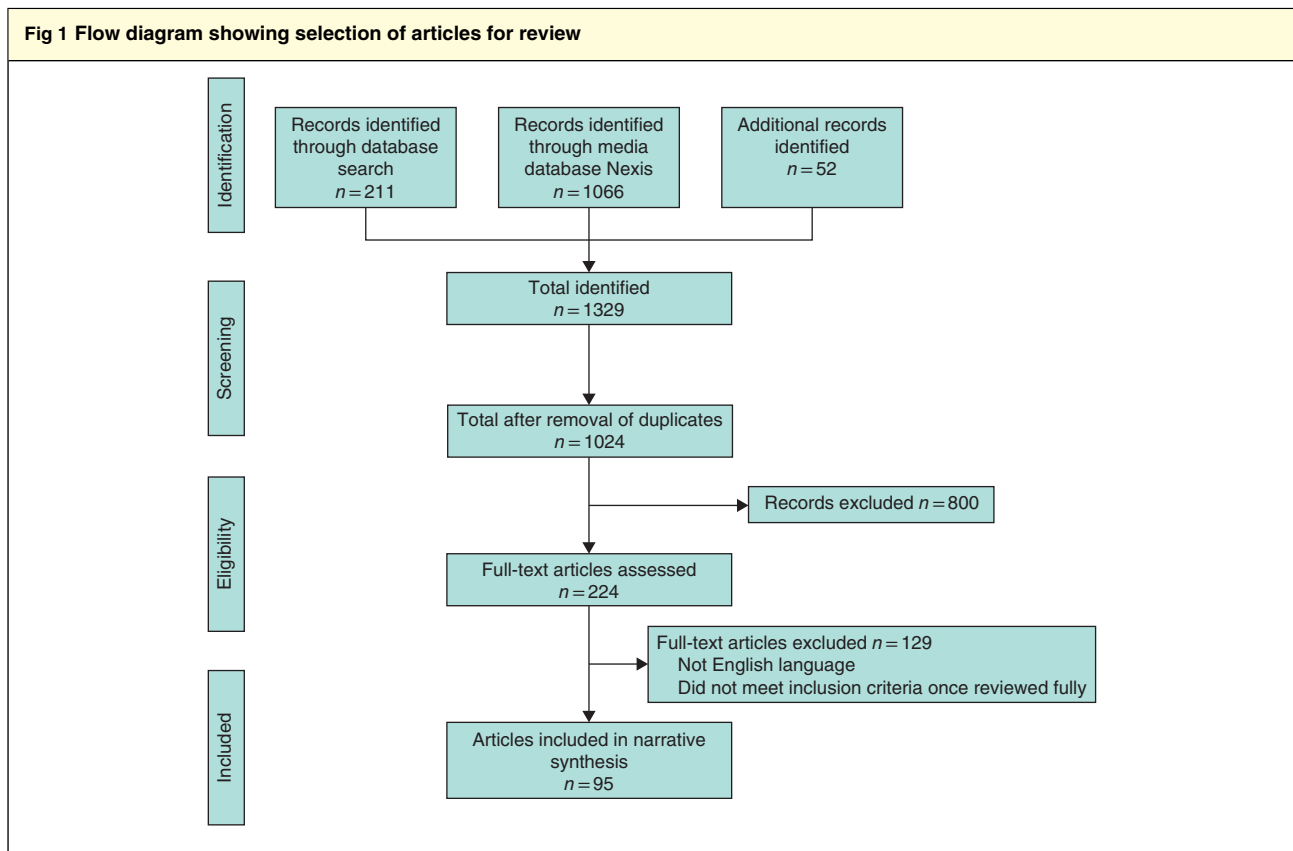 Fig 1 Flow diagram showing selection of articles for review
Identification
Records identified
through database
search
n = 211
Records identified
through media
database Nexis
n = 1066
Additional records
identified
n = 52
Screening
Total identified
n = 1329
Total after removal of duplicates
n = 1024
Eligibility
Records excluded n = 800
Full-text articles assessed
n = 224
Full-text articles excluded n = 129
Not English language
Did not meet inclusion criteria once reviewed fully
Included
Articles included in narrative
synthesis
n = 95